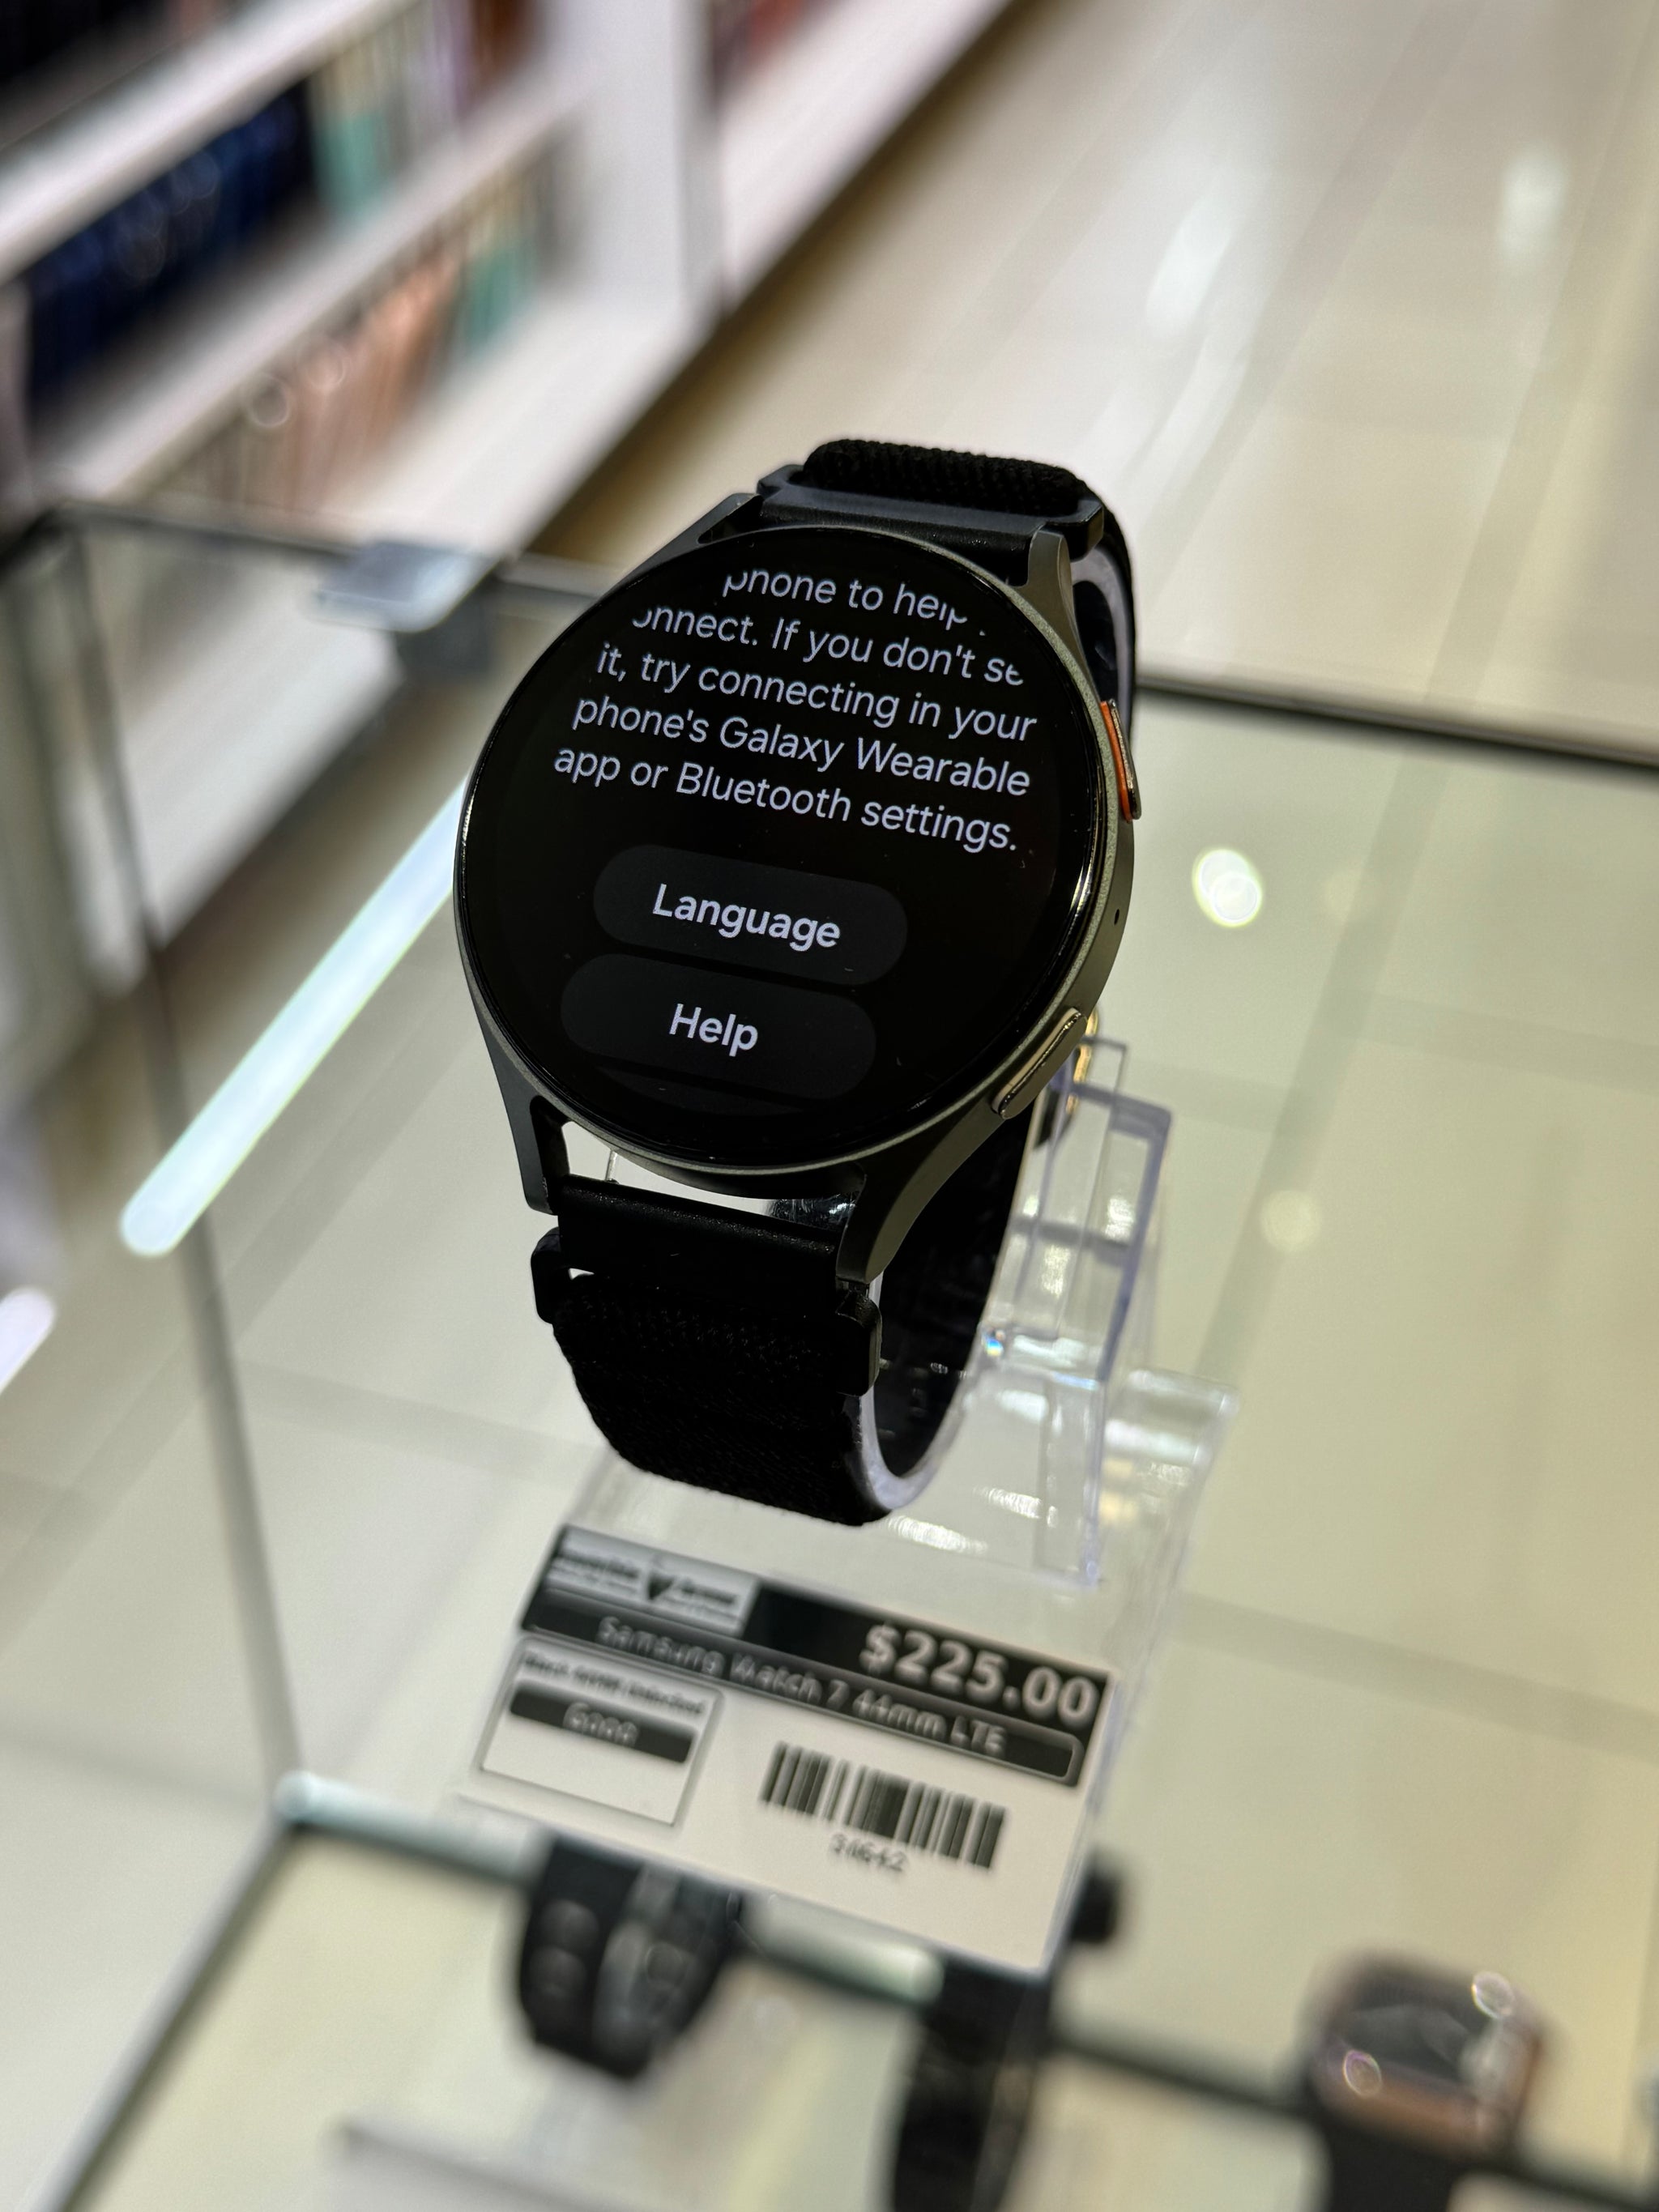 phone to help
onnect. If you don't se
it, try connecting in your
phone's Galaxy Wearable
app or Bluetooth settings.
Language
Help
$225.00
Samsung Watch 7 44mm LTE
Good
34642